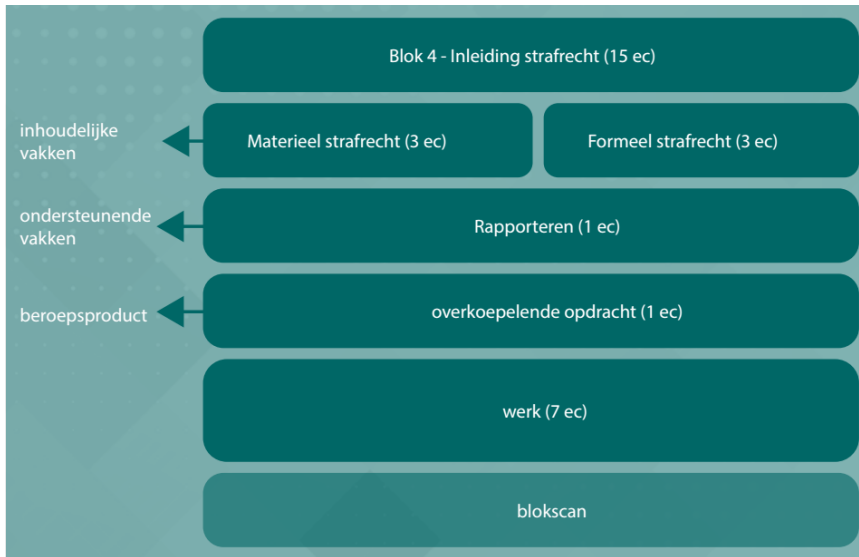 Blok 4 - Inleiding strafrecht (15 ec)
inhoudelijke
vakken
Materieel strafrecht (3 ec)
Formeel strafrecht (3 ec)
ondersteunende
vakken
Rapporteren (1 ec)
beroepsproduct
overkoepelende opdracht (1 ec)
werk (7 ec)
blokscan